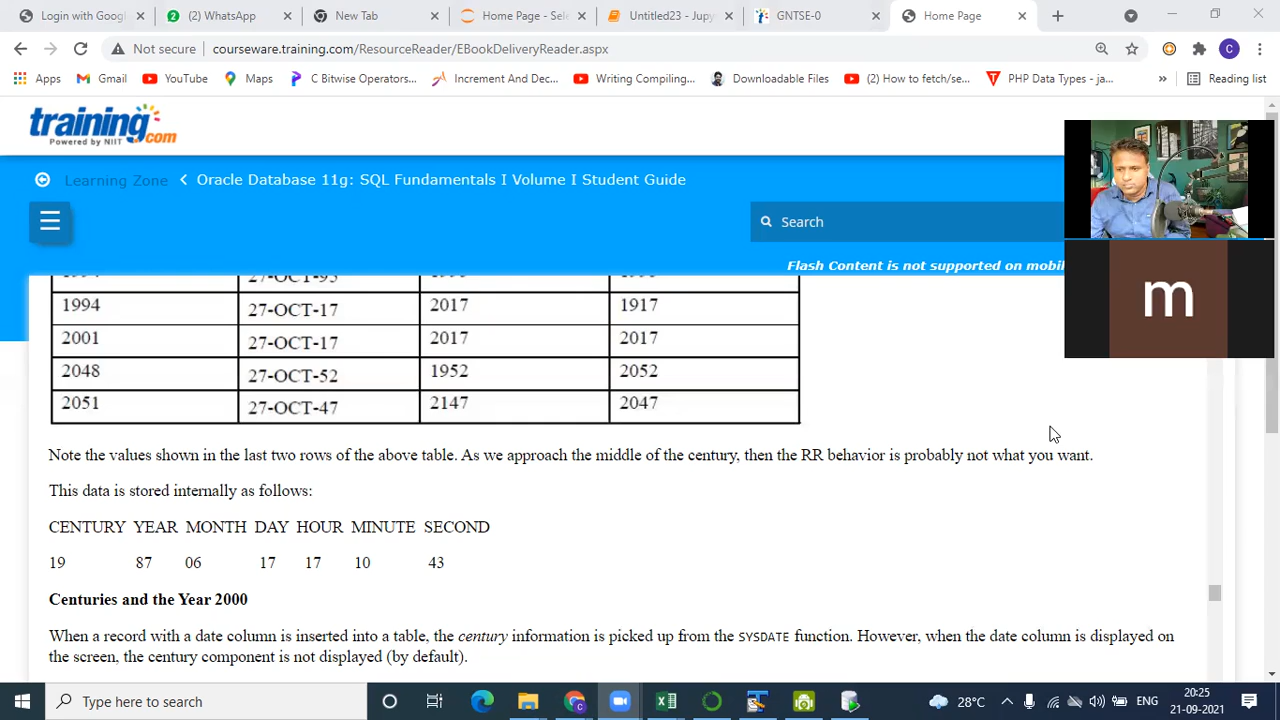 Login with Goog
(2) WhatsApp
New Tab
Home Page - Sele
Untitled23 - Jupy
GNTSE-0
Home Page
Not secure courseware.training.com/ResourceReader/EBookDeliveryReader.aspx
Apps Gmail YouTube Maps C Bitwise Operators... Increment And Dec... Writing Compiling... Downloadable Files (2) How to fetch/se... PHP Data Types - ja... » Reading list
training.com
Powered by NIIT
Learning Zone Oracle Database 11g: SQL Fundamentals I Volume I Student Guide
Search
Flash Content is not supported on mobil
27-OCT-95
1994 27-OCT-17 2017 1917
2001 27-OCT-17 2017 2017
2048 27-OCT-52 1952 2052
2051 27-OCT-47 2147 2047
m
Note the values shown in the last two rows of the above table. As we approach the middle of the century, then the RR behavior is probably not what you want.
This data is stored internally as follows:
CENTURY YEAR MONTH DAY HOUR MINUTE SECOND
19 87 06 17 17 10 43
Centuries and the Year 2000
When a record with a date column is inserted into a table, the century information is picked up from the SYSDATE function. However, when the date column is displayed on
the screen, the century component is not displayed (by default).
Type here to search
28°C
ENG
20:25
21-09-2021